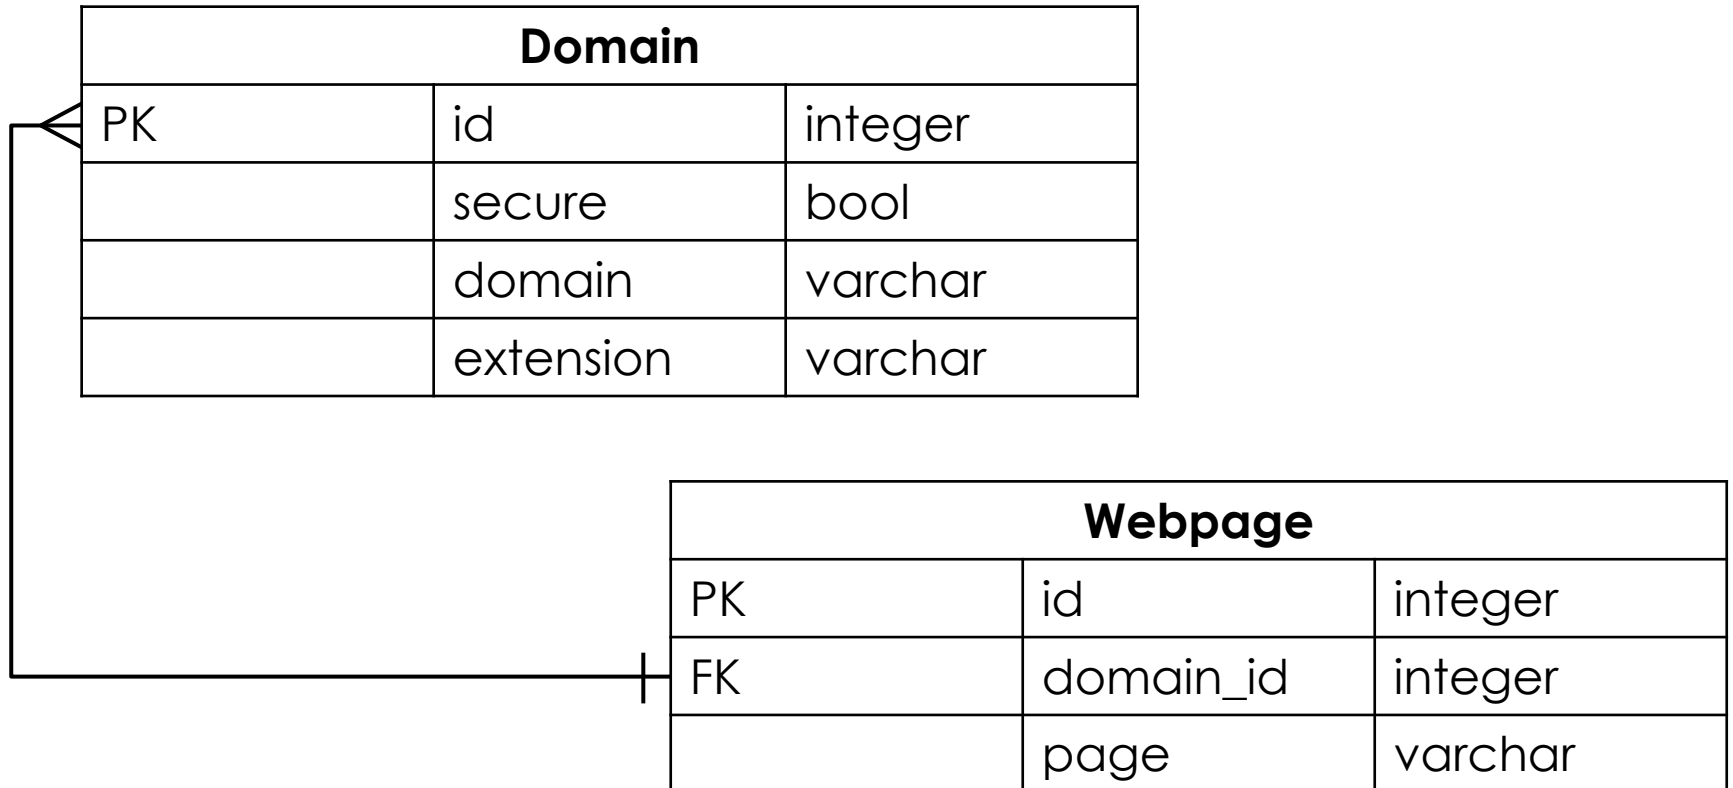 Domain
PK id integer
secure bool
domain varchar
extension varchar
Webpage
PK id integer
FK domain_id integer
page varchar